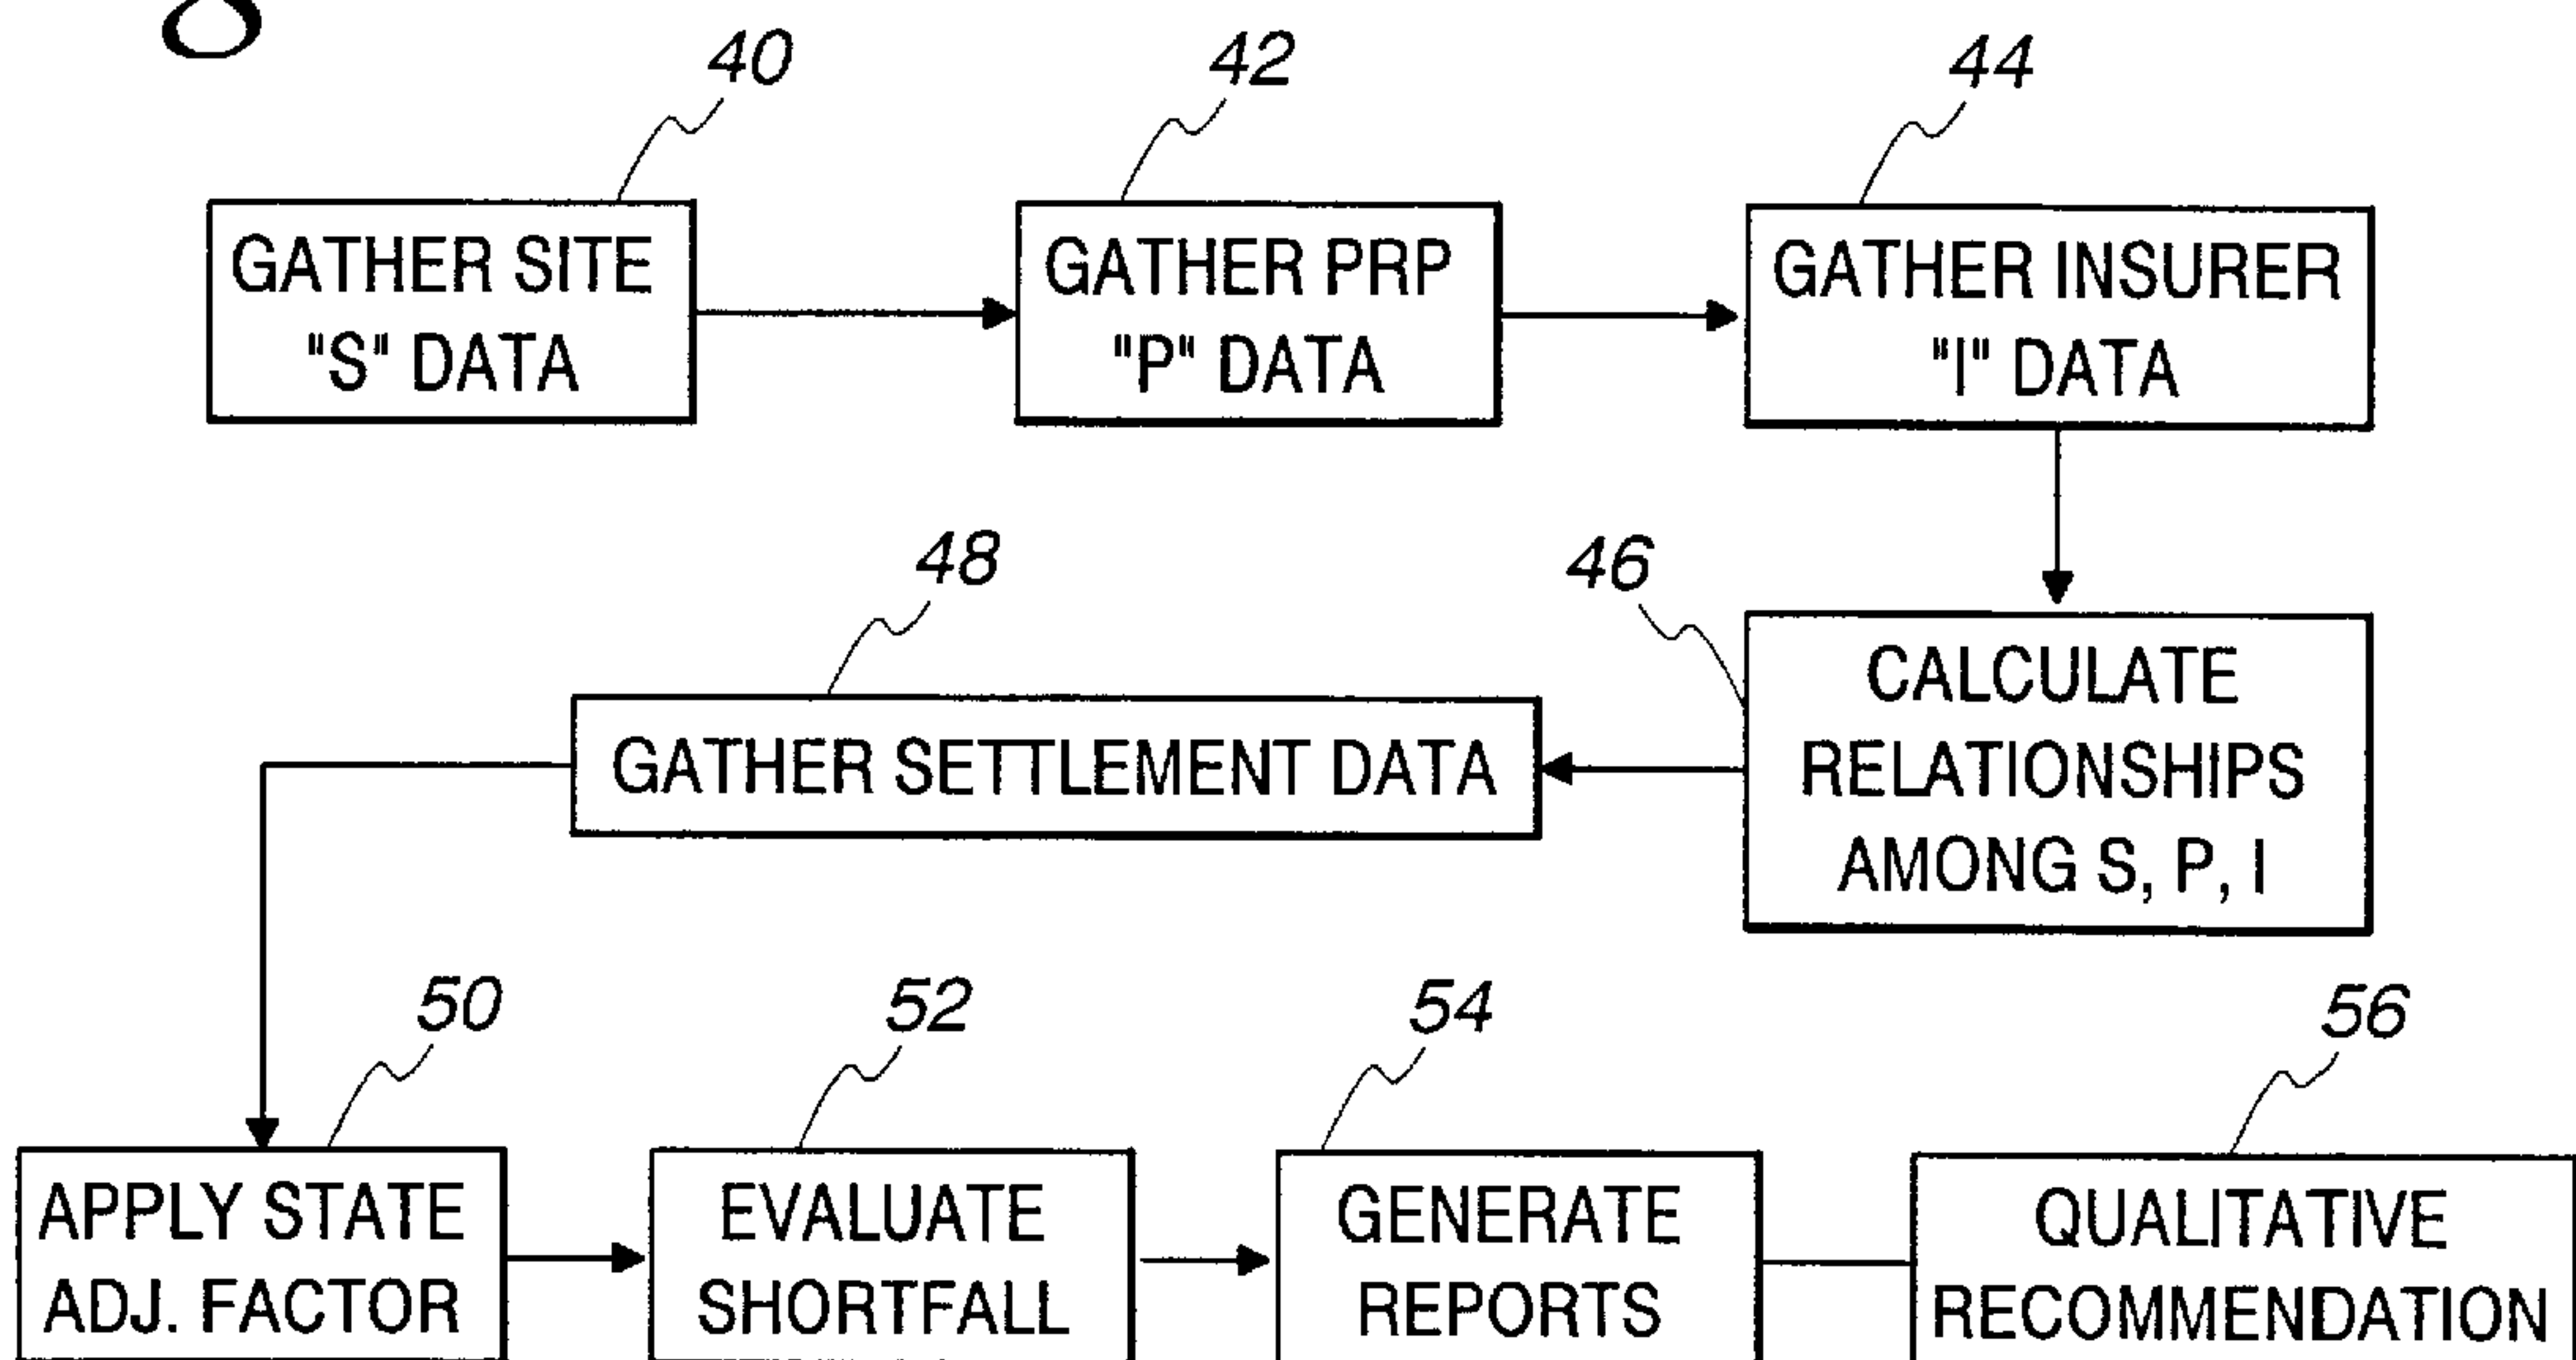 40
42
44
GATHER SITE
"S" DATA
GATHER PRP
"P" DATA
GATHER INSURER
"I" DATA
48
46
GATHER SETTLEMENT DATA
CALCULATE
RELATIONSHIPS
AMONG S, P, I
50
52
54
56
APPLY STATE
ADJ. FACTOR
EVALUATE
SHORTFALL
GENERATE
REPORTS
QUALITATIVE
RECOMMENDATION